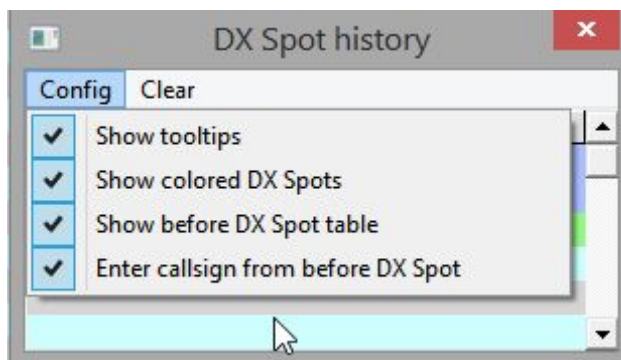 DX Spot history
Config Clear
Show tooltips
Show colored DX Spots
Show before DX Spot table
Enter callsign from before DX Spot